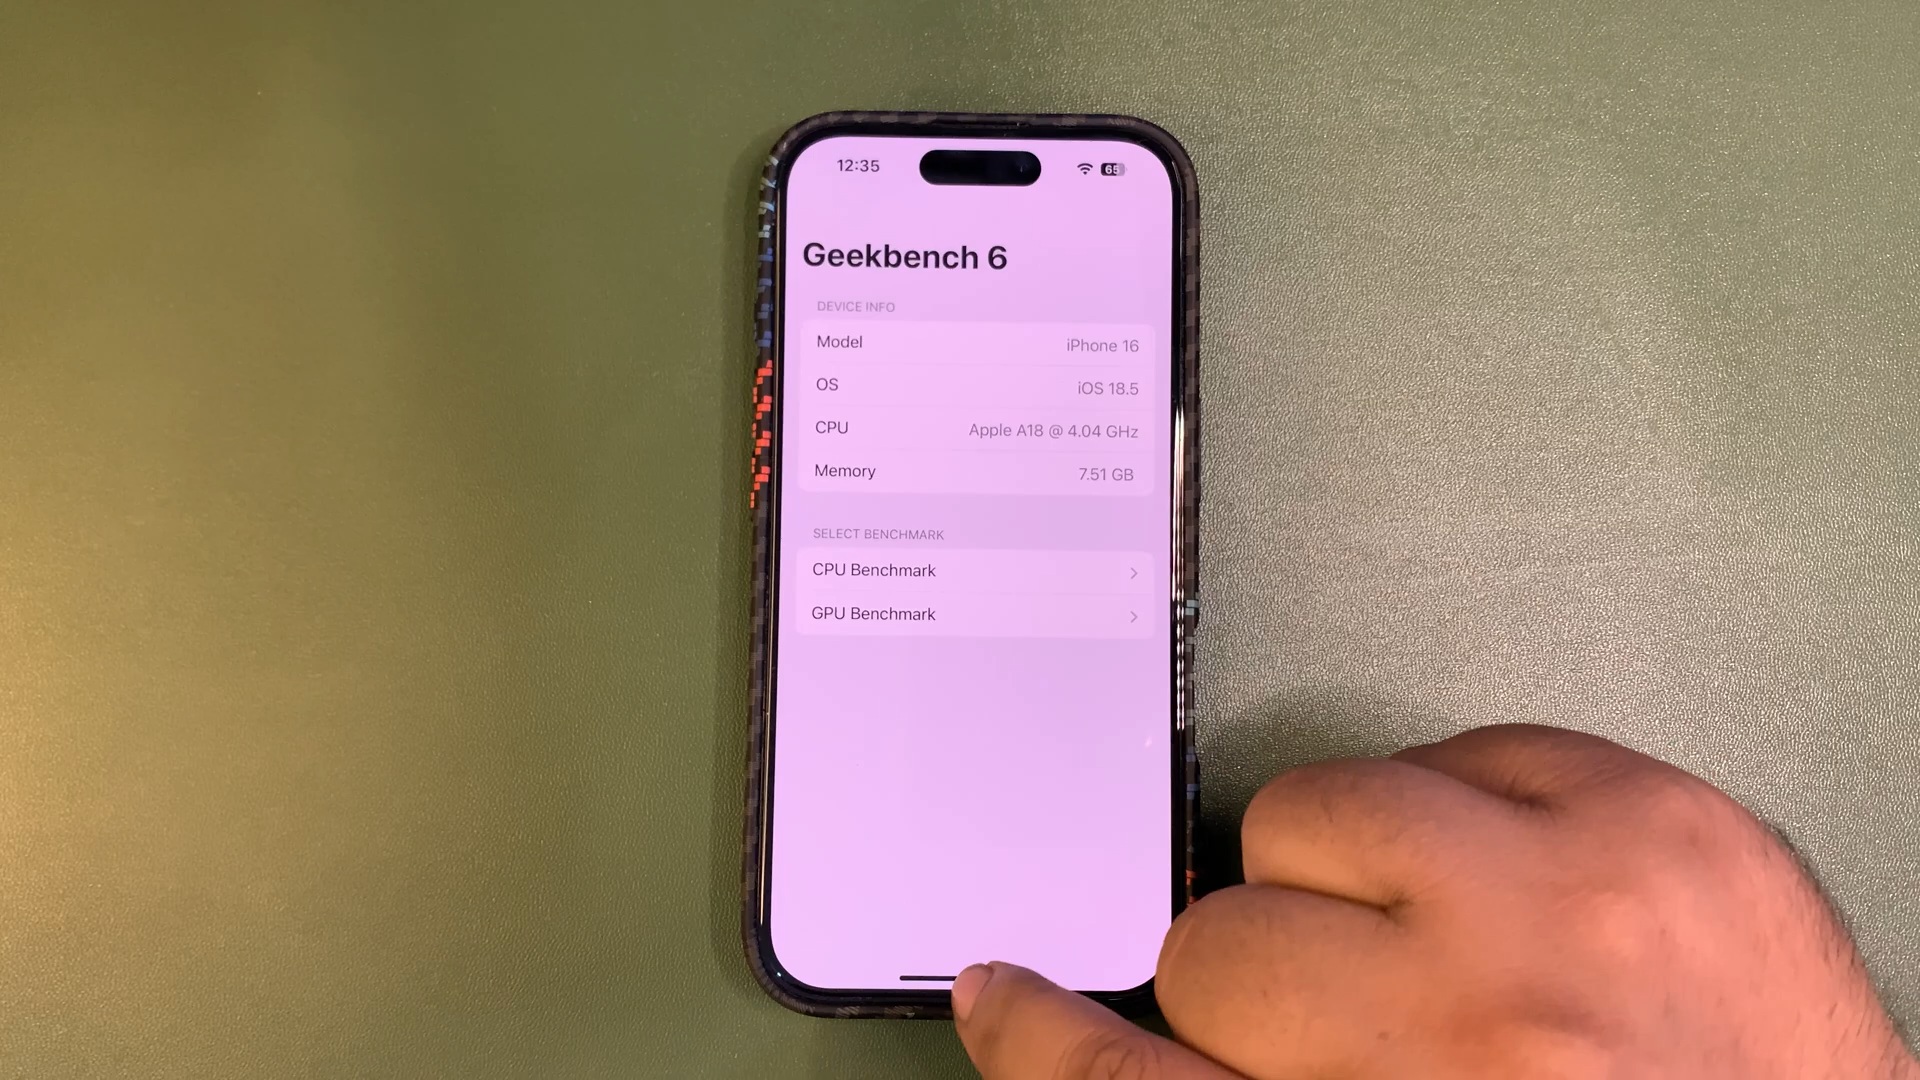 12:35
65
Geekbench 6
DEVICE INFO
Model iPhone 16
OS iOS 18.5
CPU Apple A18 @ 4.04 GHz
Memory 7.51 GB
SELECT BENCHMARK
CPU Benchmark
GPU Benchmark